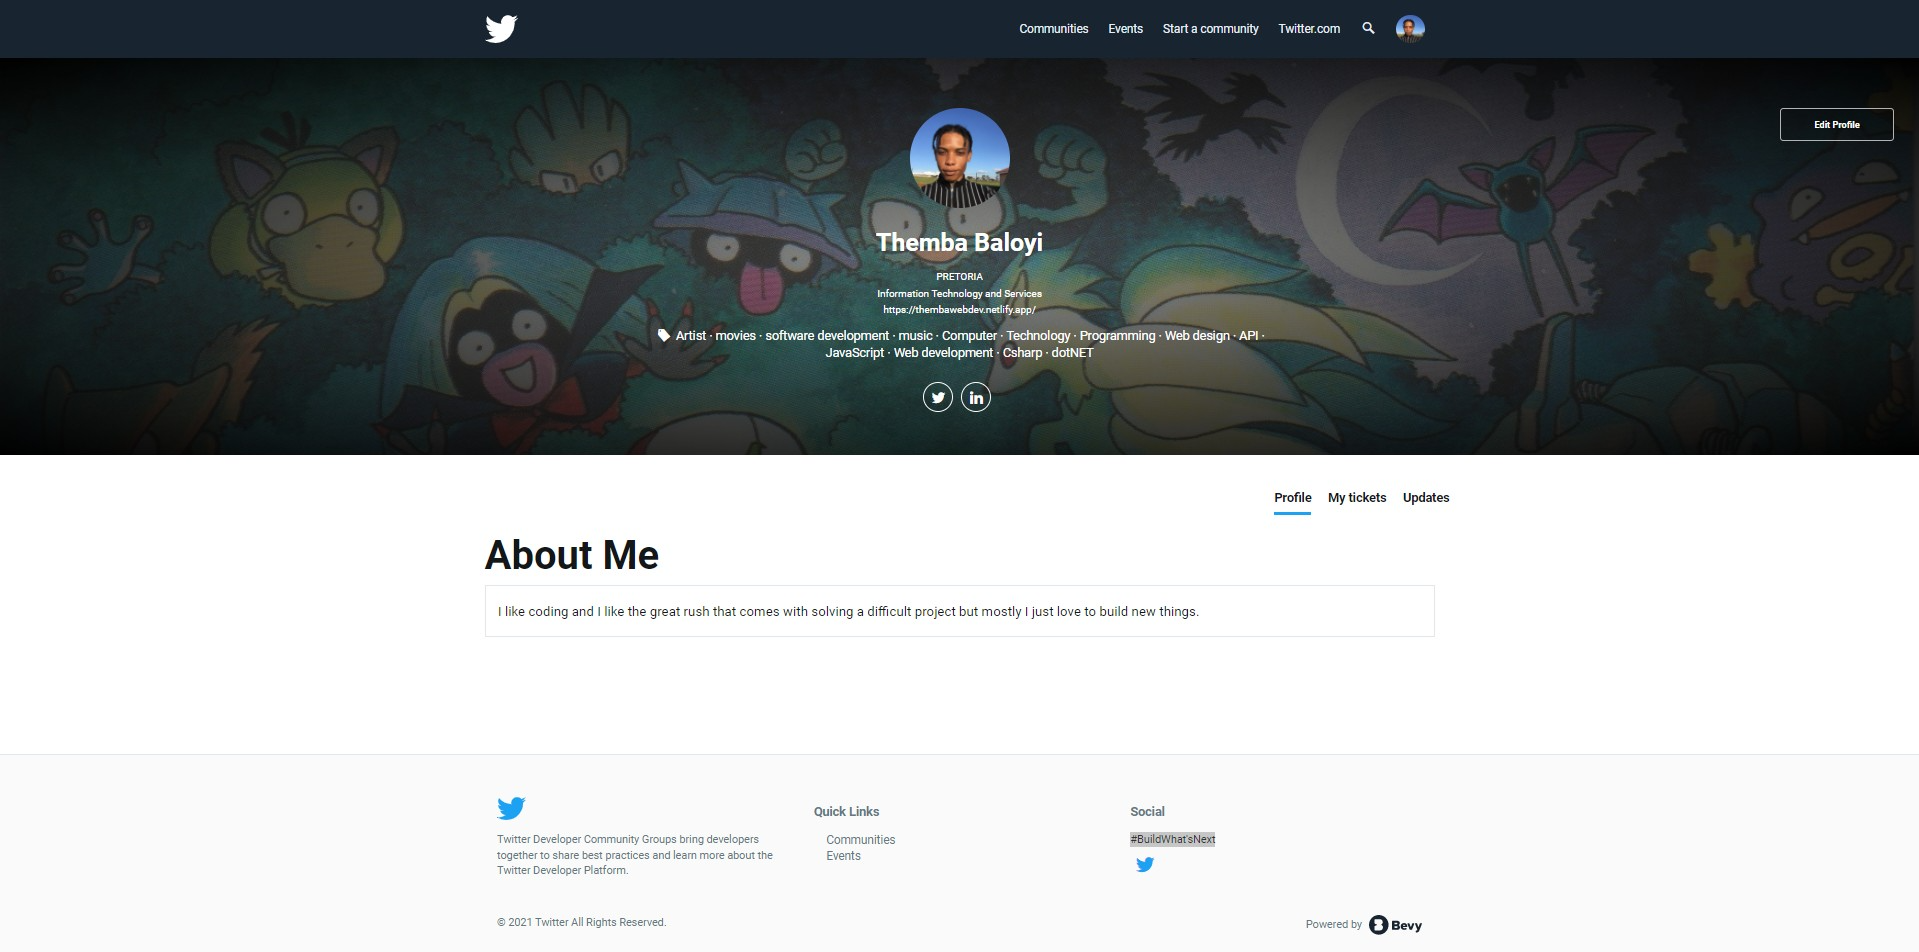 Communities
Events
Start a community
Twitter.com
Edit Profile
Themba Baloyi
PRETORIA
Information Technology and Services
https://thembawebdev.netlify.app/
Artist · movies · software development · music · Computer · Technology · Programming · Web design · API ·
JavaScript · Web development · Csharp · dotNET
in
Profile
My tickets
Updates
About Me
I like coding and I like the great rush that comes with solving a difficult project but mostly I just love to build new things.
Twitter Developer Community Groups bring developers
together to share best practices and learn more about the
Twitter Developer Platform.
Quick Links
Communities
Events
Social
#BuildWhat'sNext
© 2021 Twitter All Rights Reserved.
Powered by Bevy